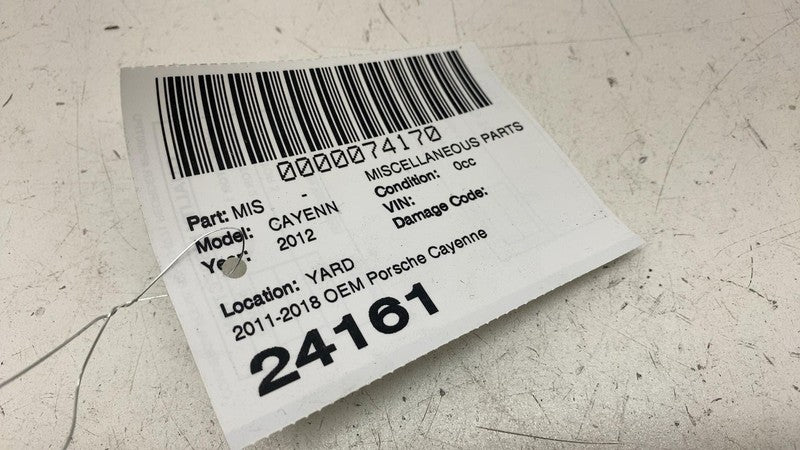 0000074170
Part: MIS - MISCELLANEOUS PARTS
Model: CAYENN Condition: 0cc
Year: 2012 VIN:
Damage Code:
Location: YARD
2011-2018 OEM Porsche Cayenne
24161